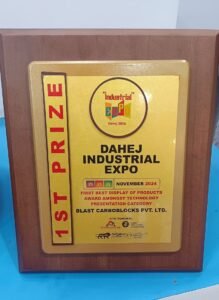 "Industrial"
1ST PRIZE
DAHEJ
INDUSTRIAL
EXPO
NOVEMBER 2024
FIRST BEST DISPLAY OF PRODUCTS
AWARD AMONGST TECHNOLOGY
PRESENTATION CATEGORY
BLAST CARBOBLOCKS PVT. LTD.